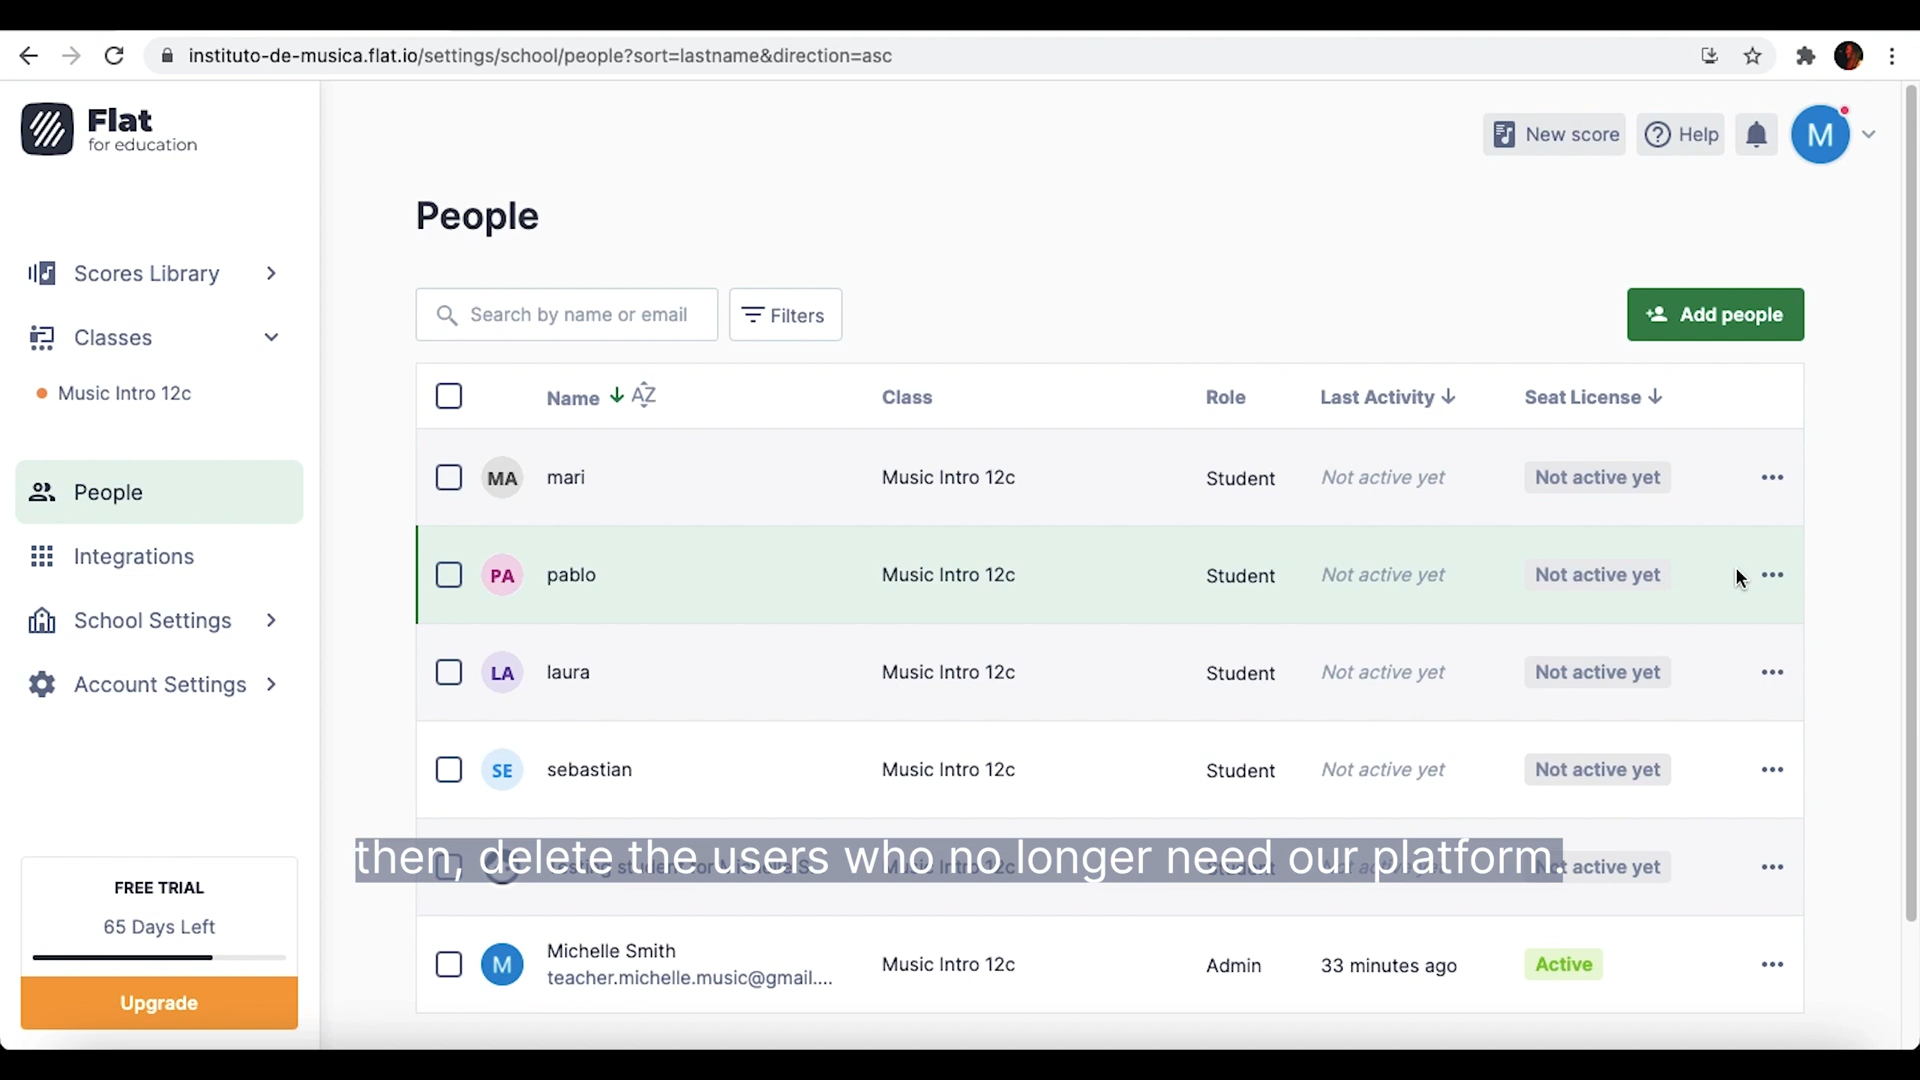 instituto-de-musica.flat.io/settings/school/people?sort=lastname&direction=asc
Flat
for education
New score
Help
M
People
Scores Library
Classes
Music Intro 12c
People
Integrations
School Settings
Account Settings
Search by name or email
Filters
Add people
Name AZ Class Role Last Activity Seat License
MA mari Music Intro 12c Student Not active yet Not active yet
PA pablo Music Intro 12c Student Not active yet Not active yet
LA laura Music Intro 12c Student Not active yet Not active yet
SE sebastian Music Intro 12c Student Not active yet Not active yet
then, delete the users who no longer need our platform.
active yet
M Michelle Smith Music Intro 12c Admin 33 minutes ago Active
teacher.michelle.music@gmail....
FREE TRIAL
65 Days Left
Upgrade